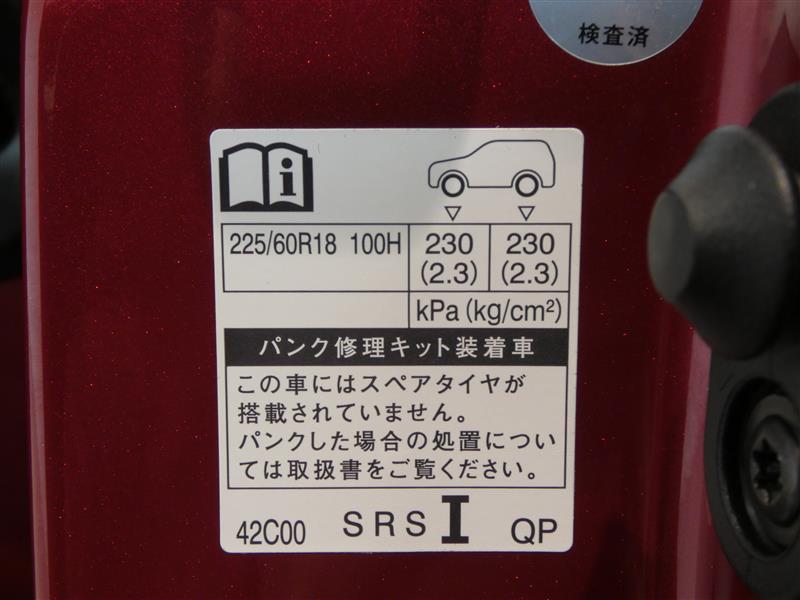 検査済
225/60R18 100H 230 230
(2.3) (2.3)
kPa (kg/cm²)
パンク修理キット装着車
この車にはスペアタイヤが
搭載されていません。
パンクした場合の処置につい
ては取扱書をご覧ください。
42C00 SRS I QP